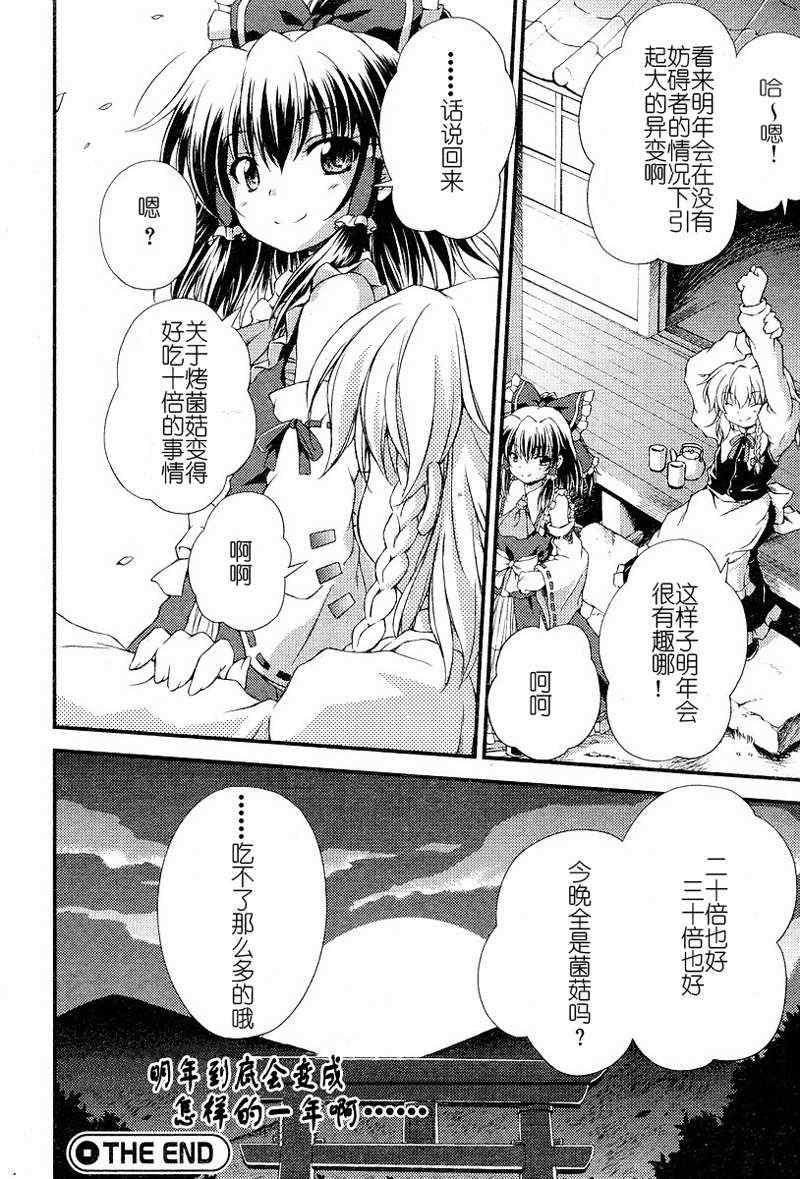 哈～嗯！
看来明年会在没有
妨碍者的情况下引
起大的异变啊
这样子明年会
很有趣哪！
呵呵
……
话说回来
嗯？
关于烤菌菇变得
好吃十倍的事情
啊啊
二十倍也好
三十倍也好
今晚全是菌菇吗？
……
吃不了那么多的哦
明年到底会变成
怎样的一年啊……
THE END